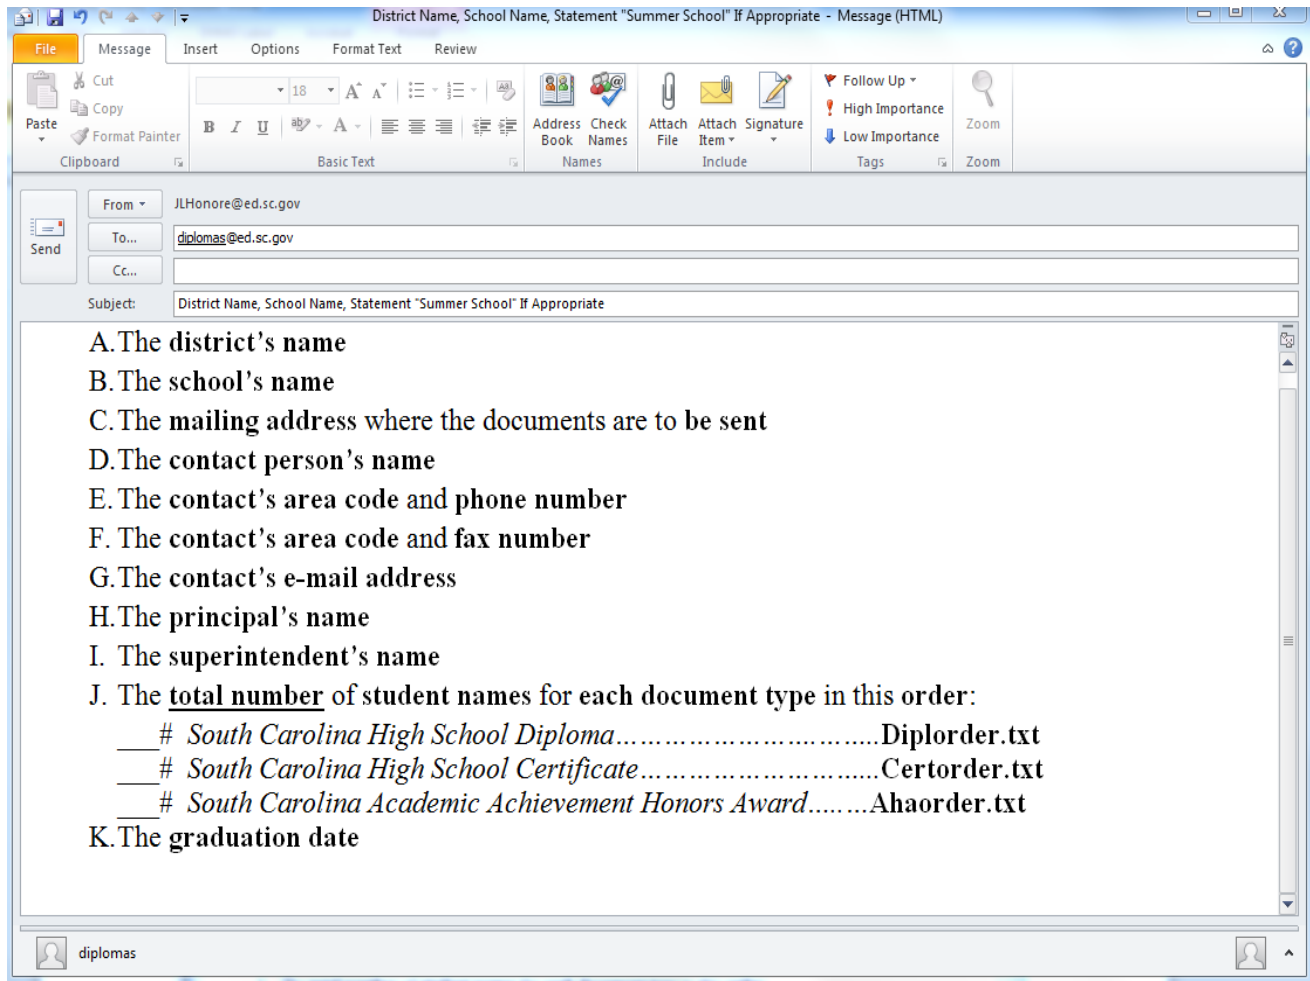 District Name, School Name, Statement "Summer School" If Appropriate - Message (HTML)
File Message Insert Options Format Text Review
Cut
Copy
Paste
Format Painter
Clipboard
18
B I U
Basic Text
Address Book
Check Names
Names
Attach File
Attach Item
Signature
Include
Follow Up
High Importance
Low Importance
Tags
Zoom
Zoom
Send
From JLHonore@ed.sc.gov
To... diplomas@ed.sc.gov
Cc...
Subject: District Name, School Name, Statement "Summer School" If Appropriate
A. The district’s name
B. The school’s name
C. The mailing address where the documents are to be sent
D. The contact person’s name
E. The contact’s area code and phone number
F. The contact’s area code and fax number
G. The contact’s e-mail address
H. The principal’s name
I. The superintendent’s name
J. The total number of student names for each document type in this order:
___# South Carolina High School Diploma……………………….……...Diplorder.txt
___# South Carolina High School Certificate………………………......Certorder.txt
___# South Carolina Academic Achievement Honors Award…..…...Ahaorder.txt
K. The graduation date
diplomas